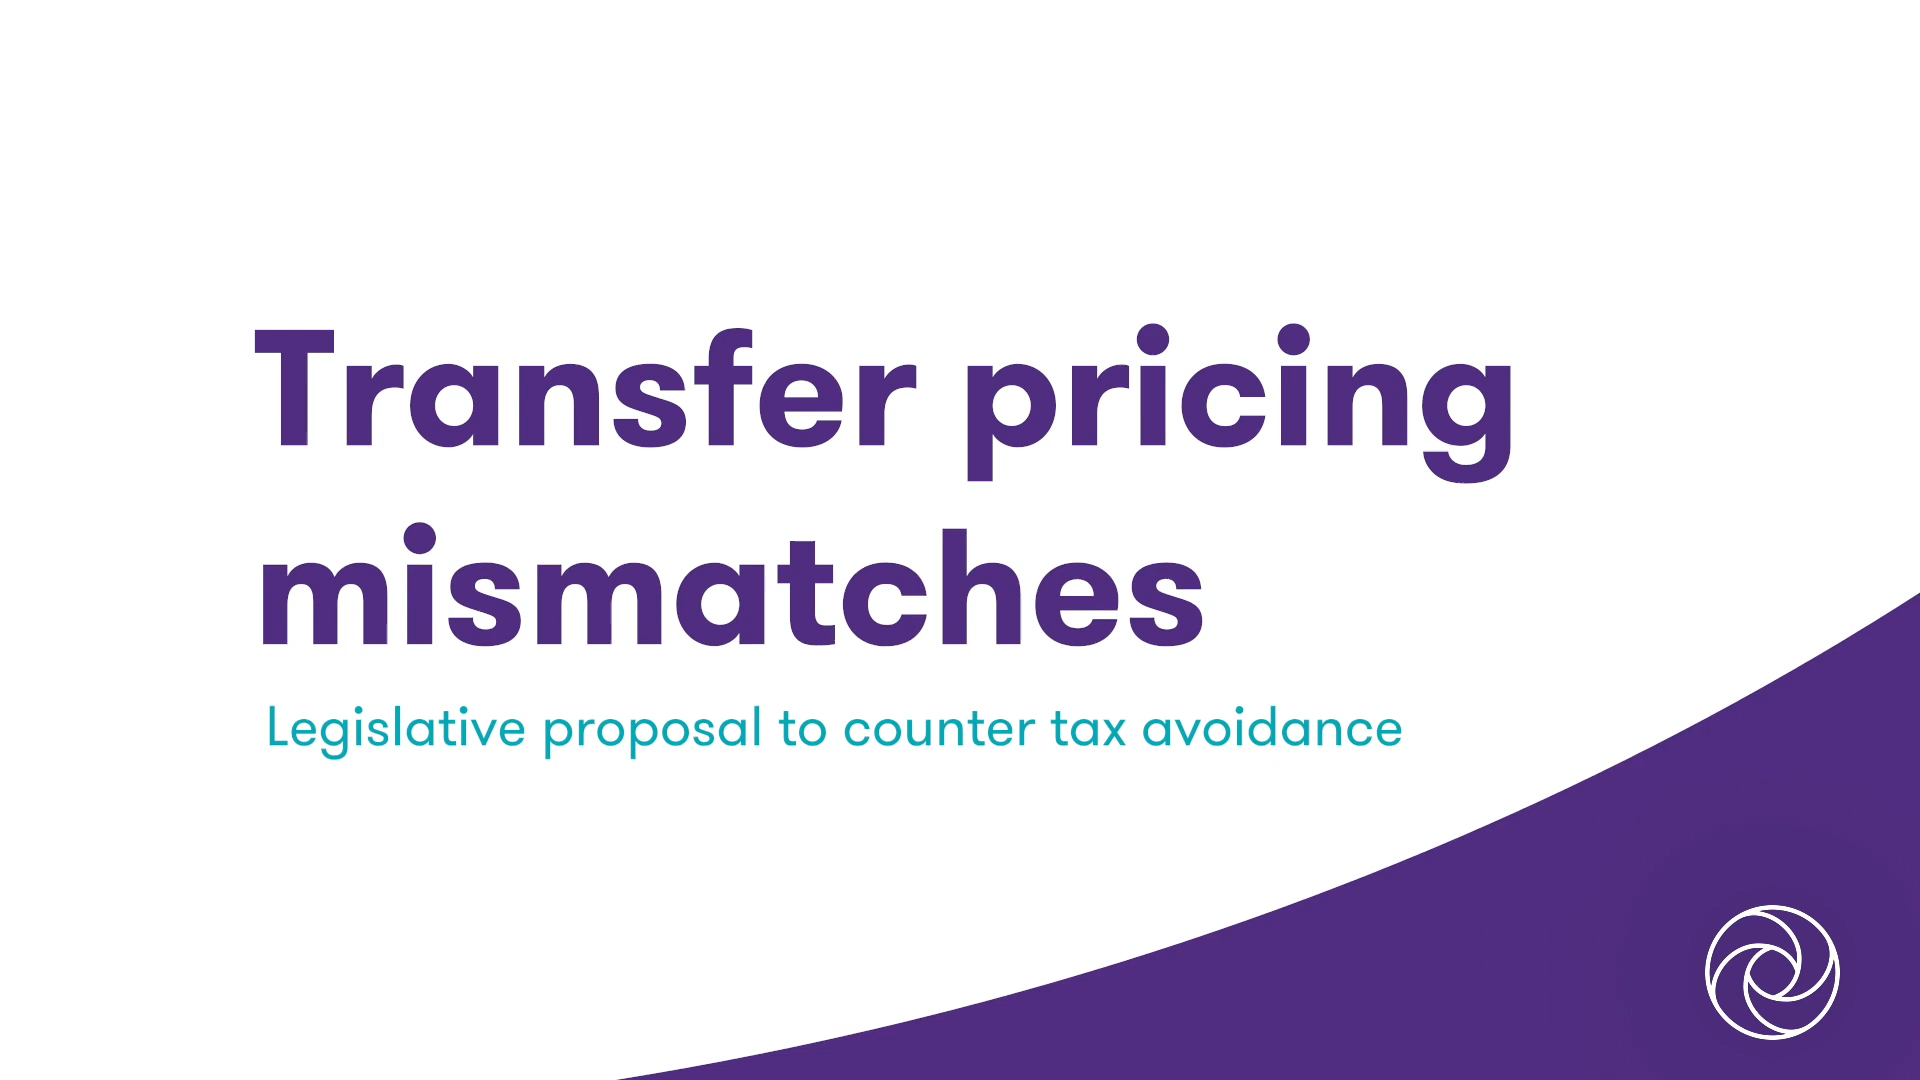 Transfer pricing
mismatches
Legislative proposal to counter tax avoidance